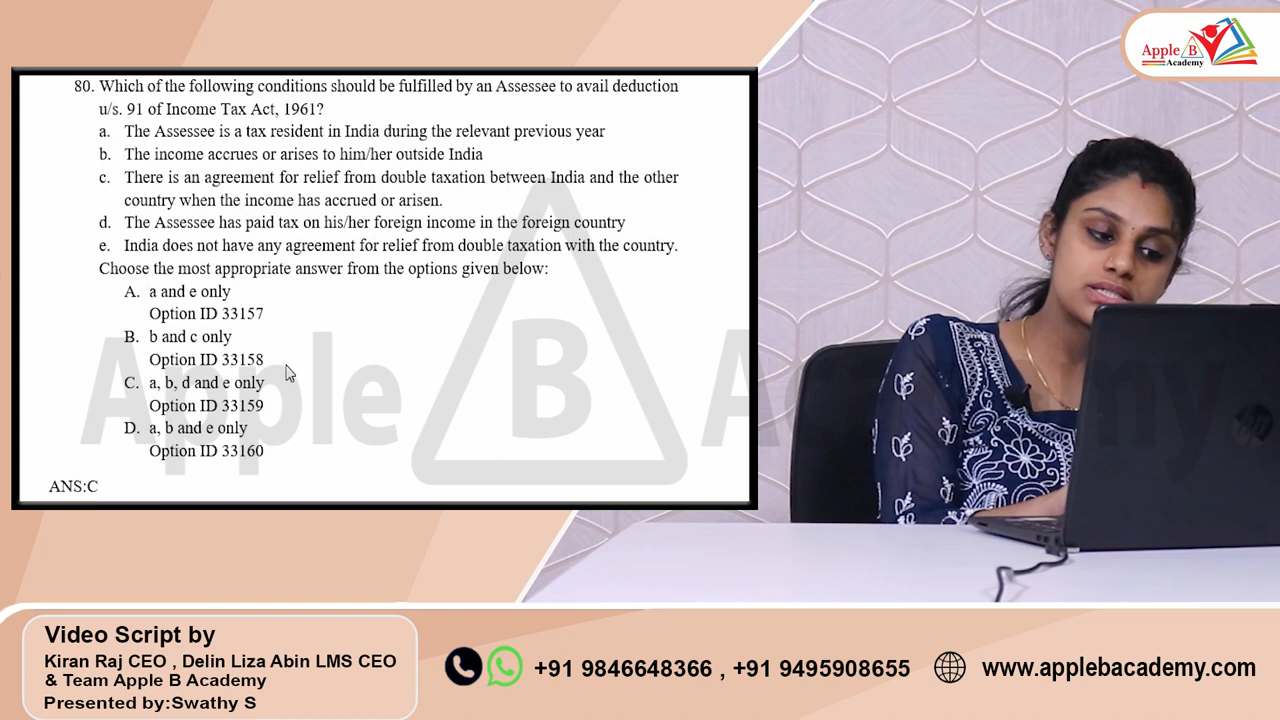 Apple B
Academy
80. Which of the following conditions should be fulfilled by an Assessee to avail deduction
u/s. 91 of Income Tax Act, 1961?
a. The Assessee is a tax resident in India during the relevant previous year
b. The income accrues or arises to him/her outside India
c. There is an agreement for relief from double taxation between India and the other
country when the income has accrued or arisen.
d. The Assessee has paid tax on his/her foreign income in the foreign country
e. India does not have any agreement for relief from double taxation with the country.
Choose the most appropriate answer from the options given below:
A. a and e only
Option ID 33157
B. b and c only
Option ID 33158
C. a, b, d and e only
Option ID 33159
D. a, b and e only
Option ID 33160
ANS:C
Apple B Academy
Video Script by
Kiran Raj CEO , Delin Liza Abin LMS CEO
& Team Apple B Academy
Presented by:Swathy S
+91 9846648366 , +91 9495908655
www.applebacademy.com